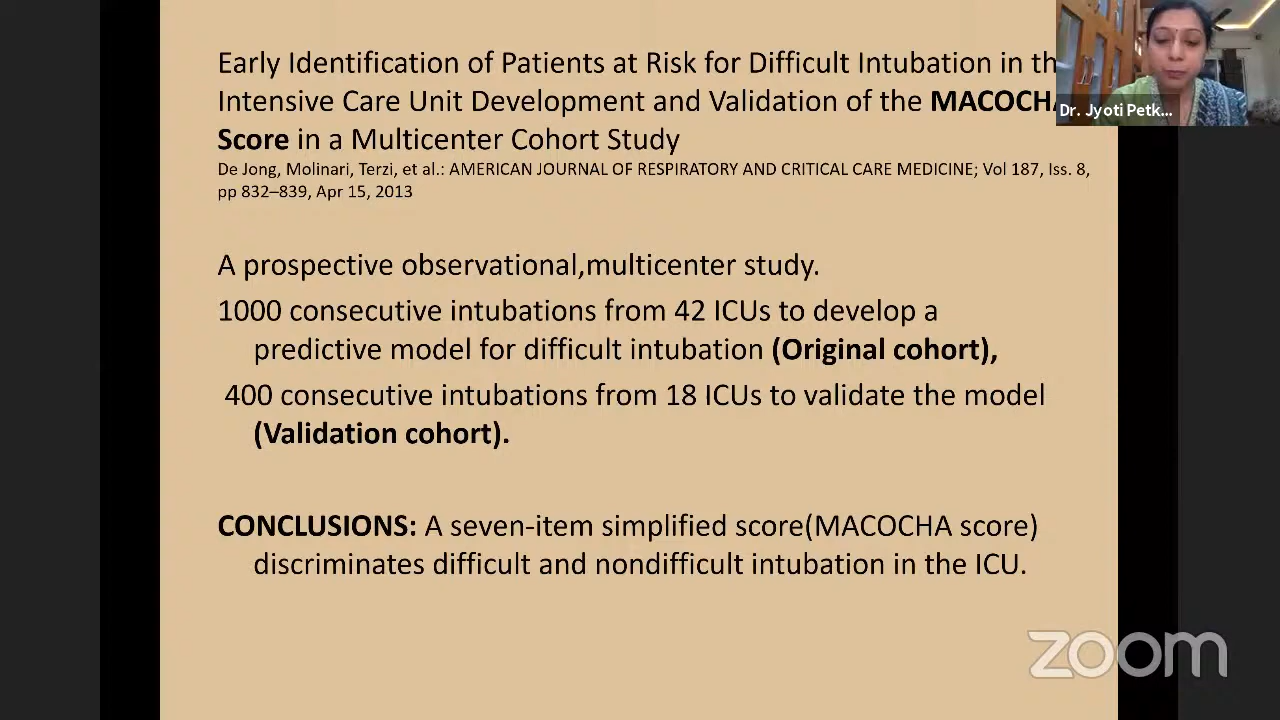 Early Identification of Patients at Risk for Difficult Intubation in th
Intensive Care Unit Development and Validation of the MACOCHA
Score in a Multicenter Cohort Study
De Jong, Molinari, Terzi, et al.: AMERICAN JOURNAL OF RESPIRATORY AND CRITICAL CARE MEDICINE; Vol 187, Iss. 8,
pp 832–839, Apr 15, 2013
A prospective observational,multicenter study.
1000 consecutive intubations from 42 ICUs to develop a
predictive model for difficult intubation (Original cohort),
400 consecutive intubations from 18 ICUs to validate the model
(Validation cohort).
CONCLUSIONS: A seven-item simplified score(MACOCHA score)
discriminates difficult and nondifficult intubation in the ICU.
Dr. Jyoti Petk...
zoom